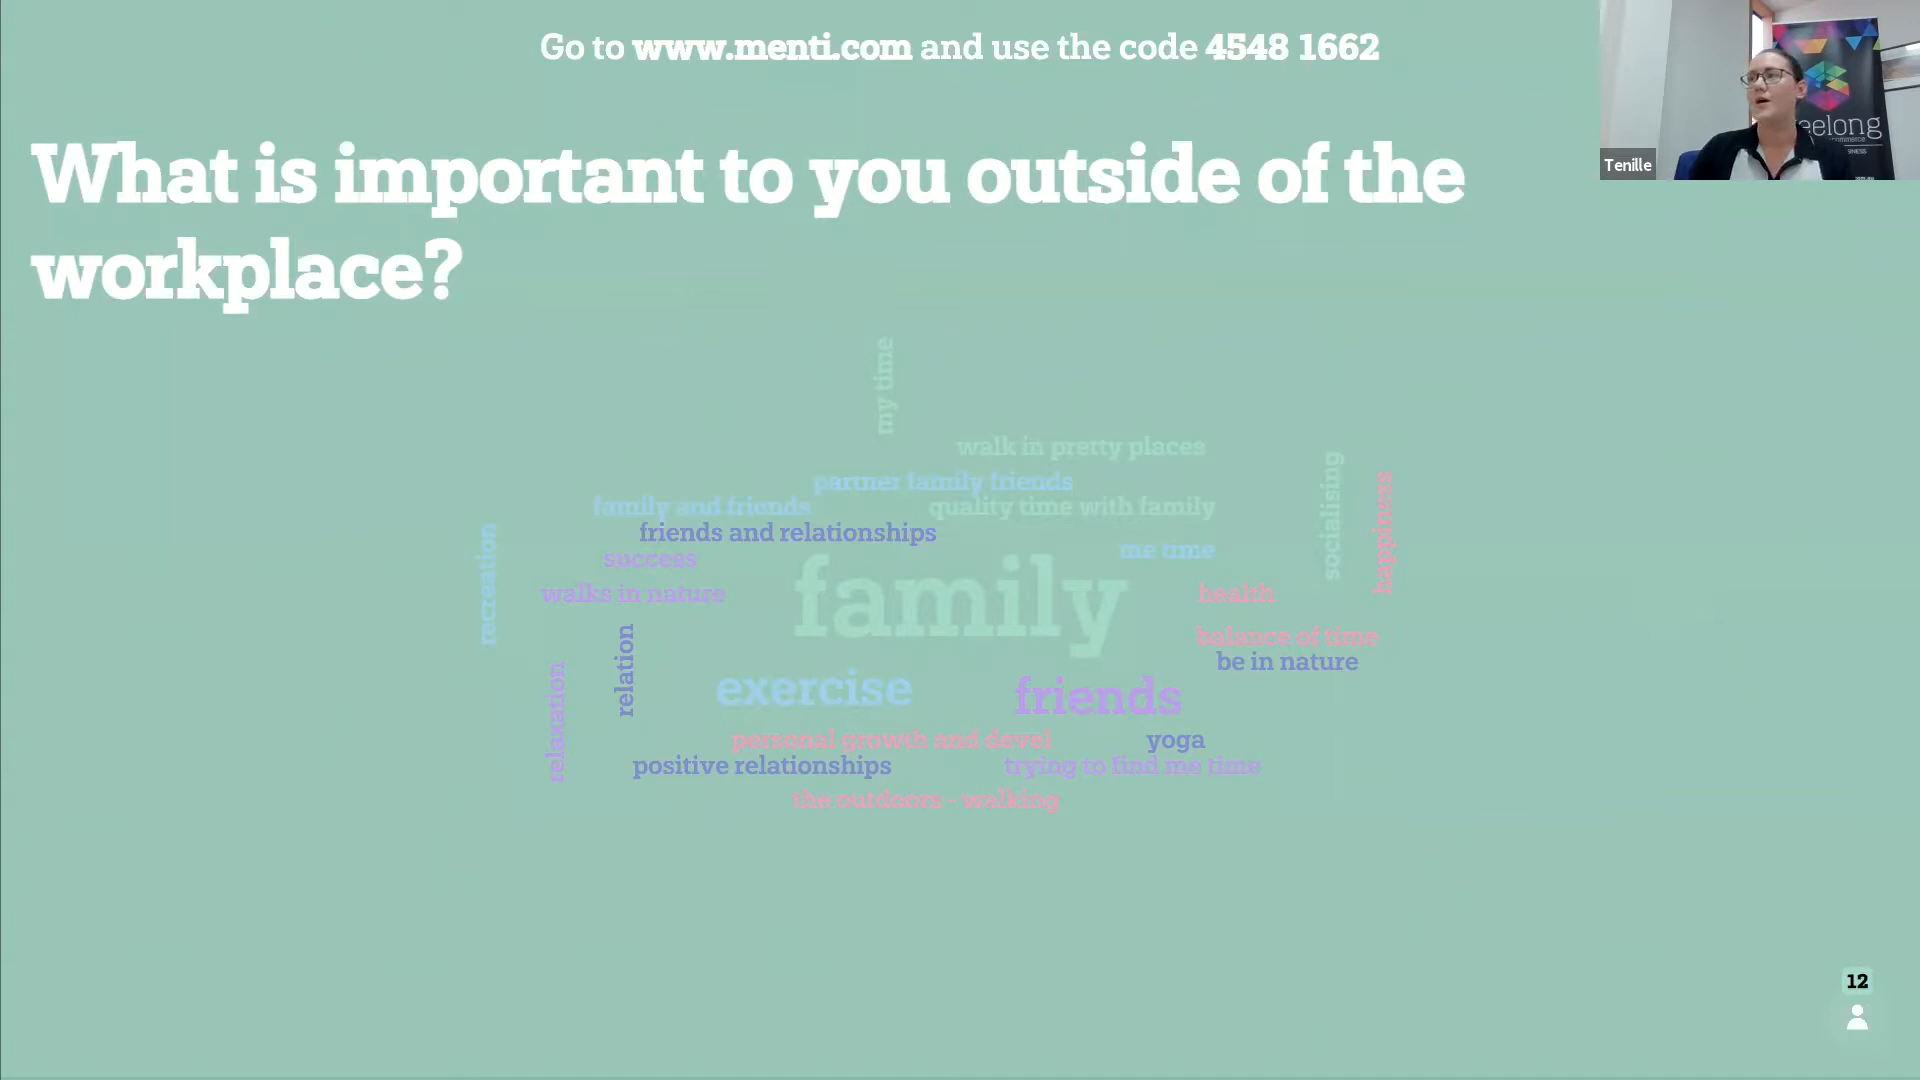 Go to www.menti.com and use the code 4548 1662
Tenille
eelong
What is important to you outside of the
workplace?
my time
walk in pretty places
partner family friends
family and friends
quality time with family
socialising
happiness
friends and relationships
recreation
me time
success
family
walks in nature
health
relation
balance of time
be in nature
relaxation
exercise
friends
personal growth and devel
yoga
positive relationships
trying to find me time
the outdoors - walking
12